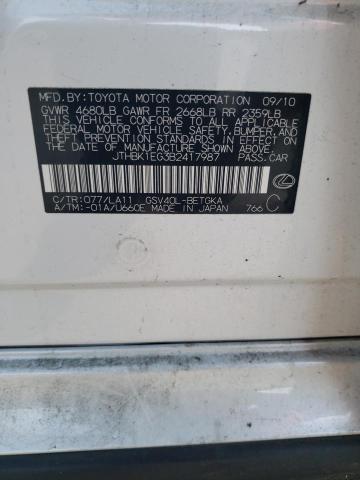 MFD.BY:TOYOTA MOTOR CORPORATION 09/10
GVWR 4680LB GAWR FR 2668LB RR 2359LB
THIS VEHICLE CONFORMS TO ALL APPLICABLE
FEDERAL MOTOR VEHICLE SAFETY,BUMPER,AND
THEFT PREVENTION STANDARDS IN EFFECT ON
THE DATE OF MANUFACTURE SHOWN ABOVE.
JTHBK1EG3B2417987 PASS.CAR
C/TR:077/LA11 GSV40L-BETGKA
A/TM:-01A/U660E MADE IN JAPAN 766 C